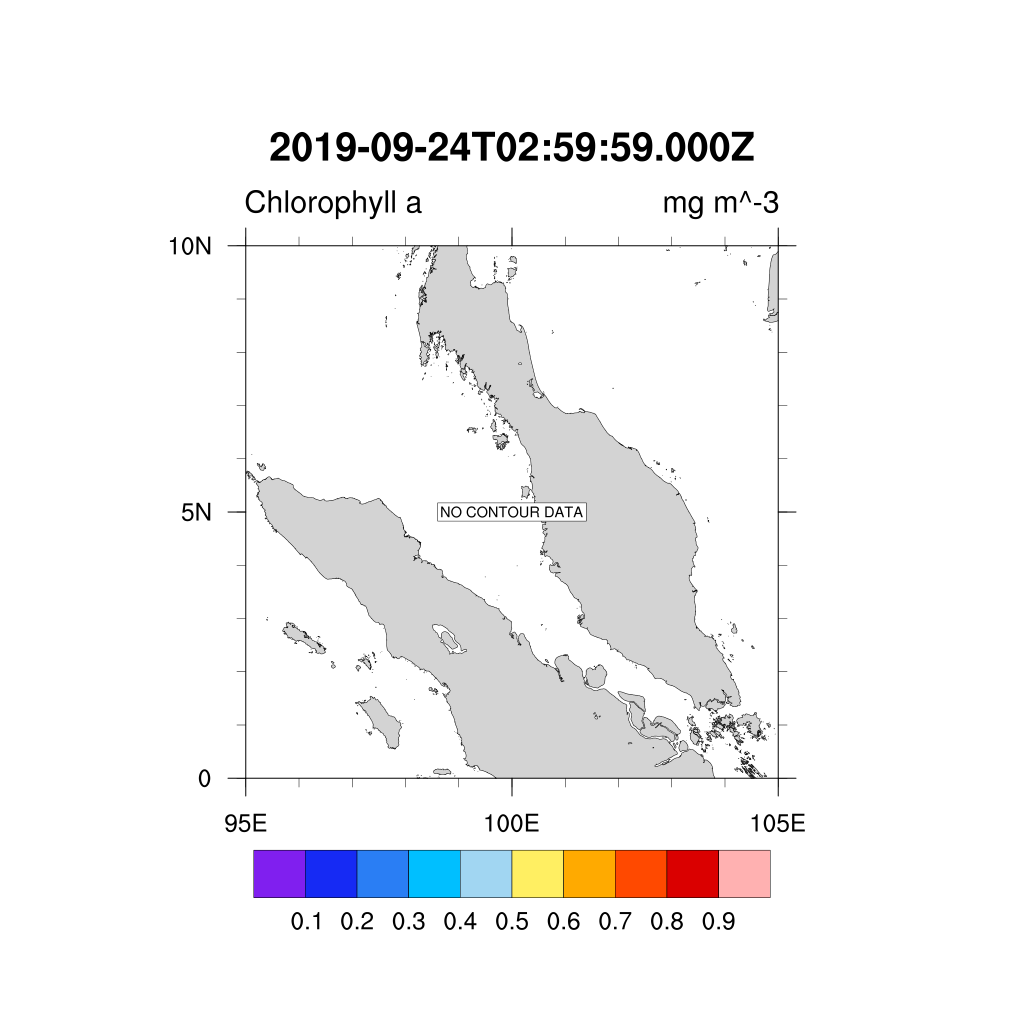 2019-09-24T02:59:59.000Z
Chlorophyll a mg m^-3
10N
5N
NO CONTOUR DATA
0
95E 100E 105E
0.1 0.2 0.3 0.4 0.5 0.6 0.7 0.8 0.9